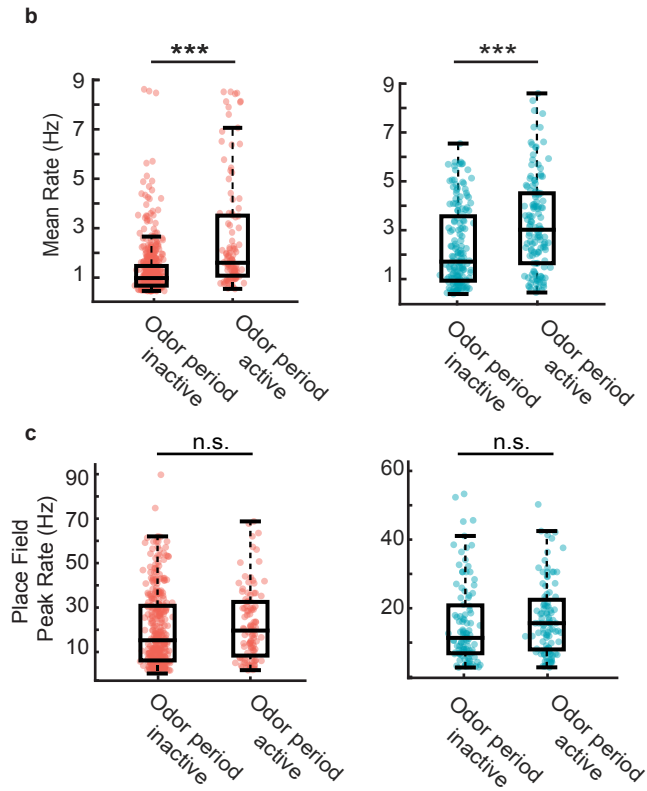 b
***
***
Mean Rate (Hz)
9
7
5
3
1
9
7
5
3
1
Odor period
inactive
Odor period
active
Odor period
inactive
Odor period
active
c
n.s.
n.s.
Place Field
Peak Rate (Hz)
90
70
50
30
10
60
40
20
Odor period
inactive
Odor period
active
Odor period
inactive
Odor period
active